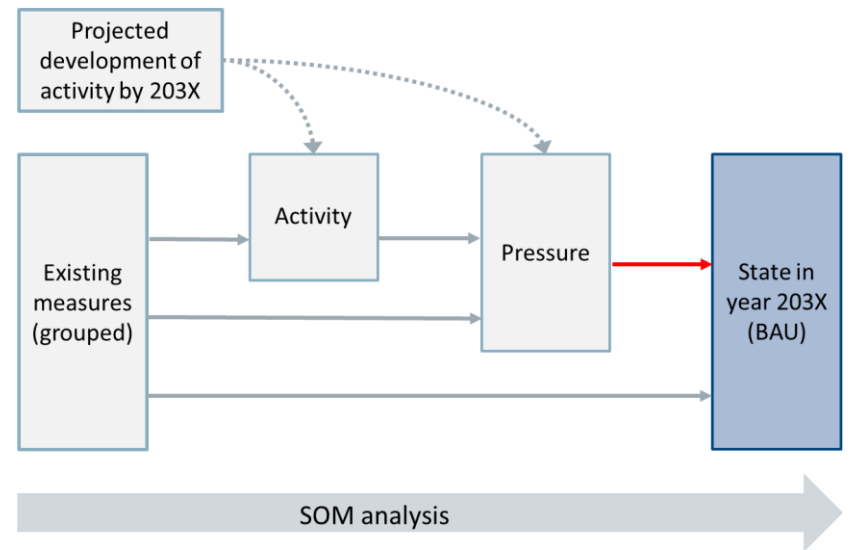 Projected
development of
activity by 203X
Existing
measures
(grouped)
Activity
Pressure
State in
year 203X
(BAU)
SOM analysis